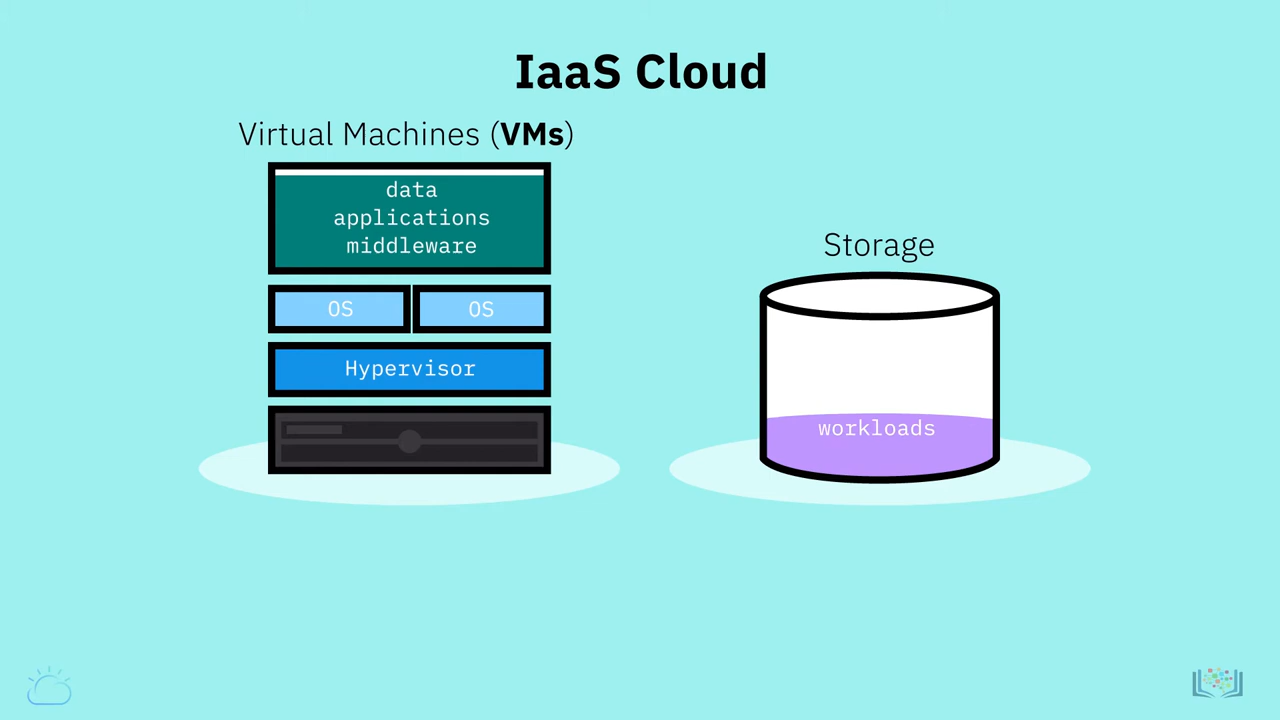 IaaS Cloud
Virtual Machines (VMs)
data
applications
middleware
OS OS
Hypervisor
Storage
workloads